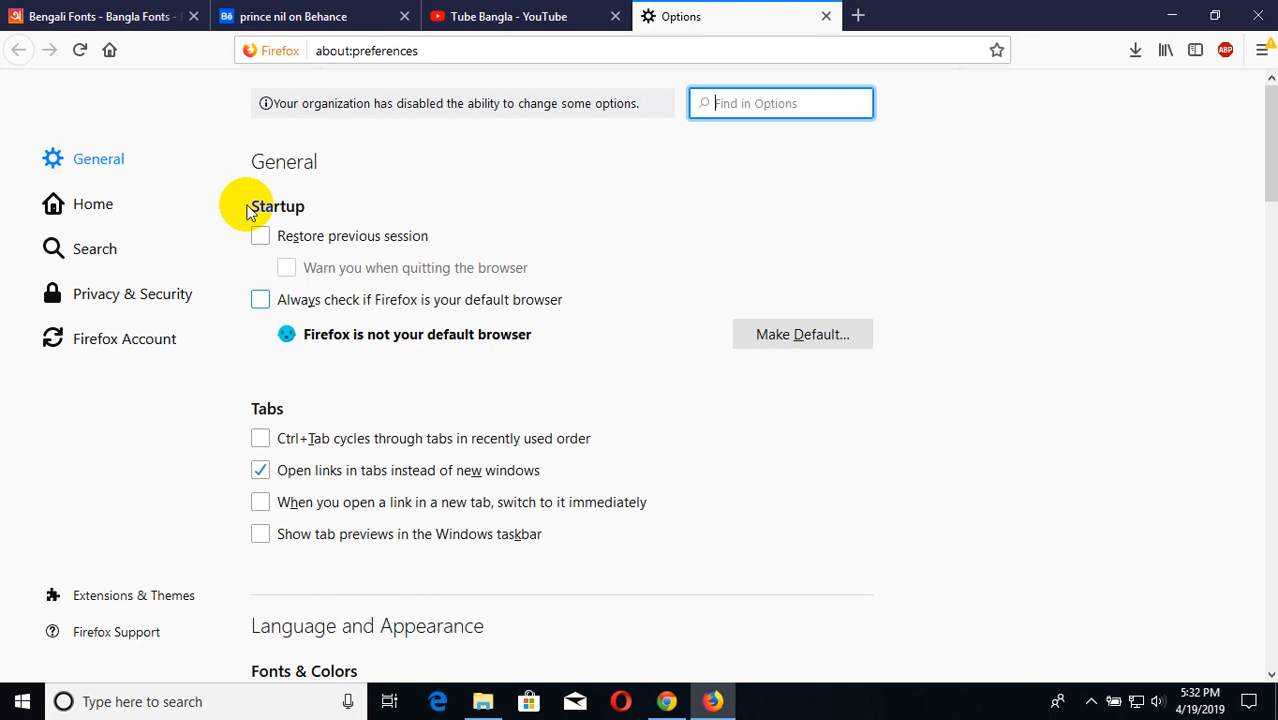 Bengali Fonts - Bangla Fonts -
prince nil on Behance
Tube Bangla - YouTube
Options
Firefox
about:preferences
ABP
Your organization has disabled the ability to change some options.
Find in Options
General
Home
Search
Privacy & Security
Firefox Account
Extensions & Themes
Firefox Support
General
Startup
Restore previous session
Warn you when quitting the browser
Always check if Firefox is your default browser
Firefox is not your default browser
Make Default...
Tabs
Ctrl+Tab cycles through tabs in recently used order
Open links in tabs instead of new windows
When you open a link in a new tab, switch to it immediately
Show tab previews in the Windows taskbar
Language and Appearance
Fonts & Colors
Type here to search
5:32 PM
4/19/2019